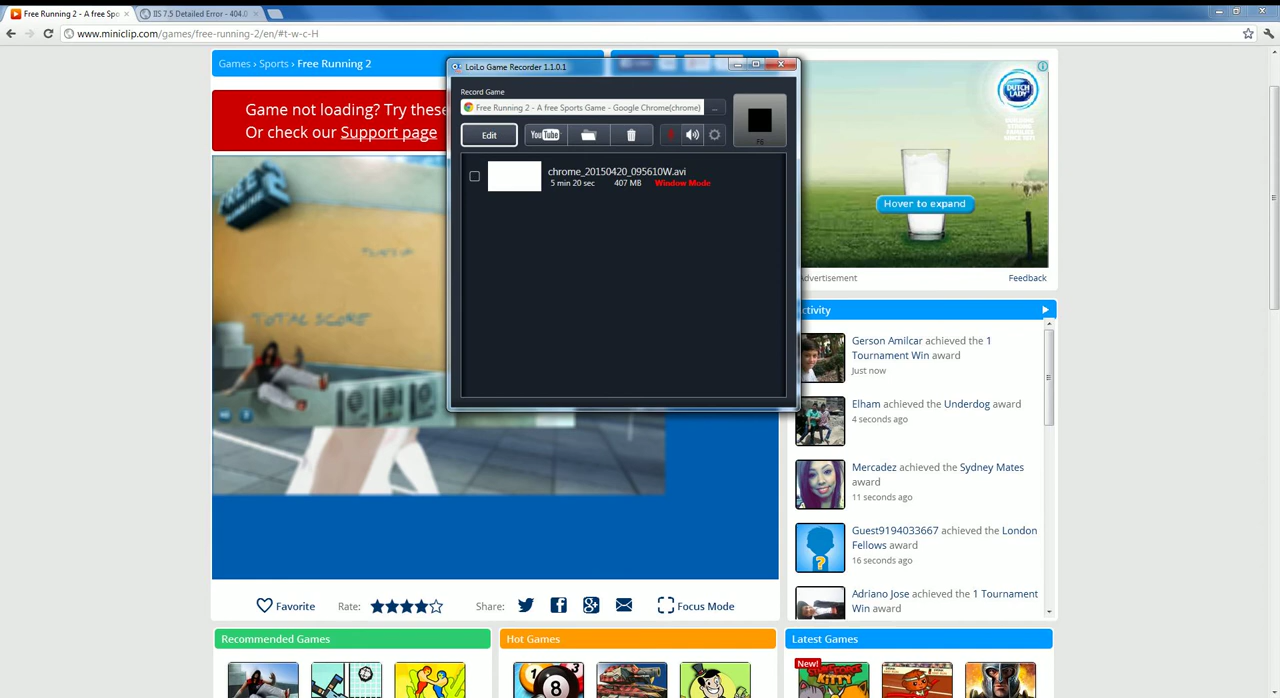 Free Running 2 - A free Spo
IIS 7.5 Detailed Error - 404.0
www.miniclip.com/games/free-running-2/en/#t-w-c-H
Games › Sports › Free Running 2
Game not loading? Try these
Or check our Support page
TOTAL SCORE
LoiLo Game Recorder 1.1.0.1
Record Game
Free Running 2 - A free Sports Game - Google Chrome(chrome)
...
F6
Edit
YouTube
chrome_20150420_095610W.avi
5 min 20 sec 407 MB Window Mode
DUTCH LADY
Hover to expand
Advertisement
Feedback
ctivity
Gerson Amilcar achieved the 1
Tournament Win award
Just now
Elham achieved the Underdog award
4 seconds ago
Mercadez achieved the Sydney Mates
award
11 seconds ago
Guest9194033667 achieved the London
Fellows award
16 seconds ago
Adriano Jose achieved the 1 Tournament
Win award
Favorite
Rate:
Share:
Focus Mode
Recommended Games
Hot Games
Latest Games
8
New!
KITTY